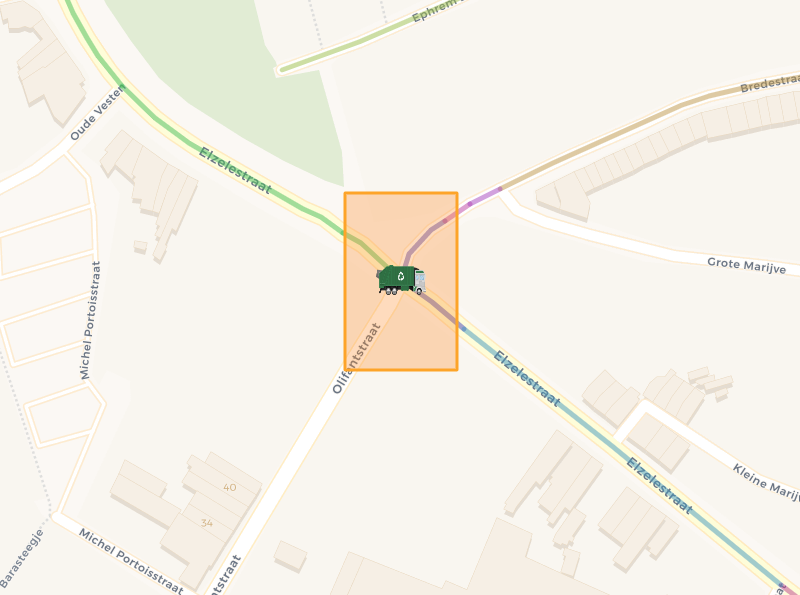 Ephrem
Bredestraat
Oude Vesten
Elzelestraat
Grote Marijve
Michel Portoisstraat
Olifantstraat
Elzelestraat
Elzelestraat
Kleine Marijv
40
34
Michel Portoisstraat
Barasteegje
ntstraat